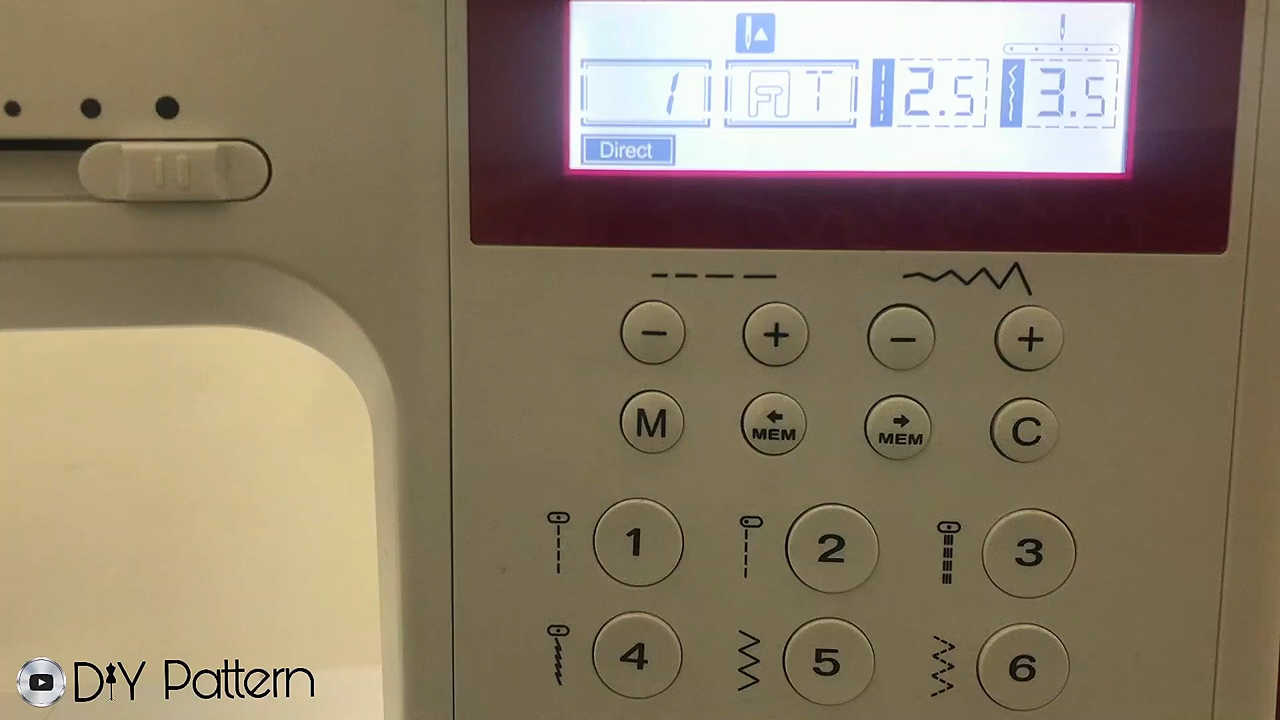 1 A T 2.5 3.5
Direct
− + − +
M MEM MEM C
1 2 3
4 5 6
DIY Pattern